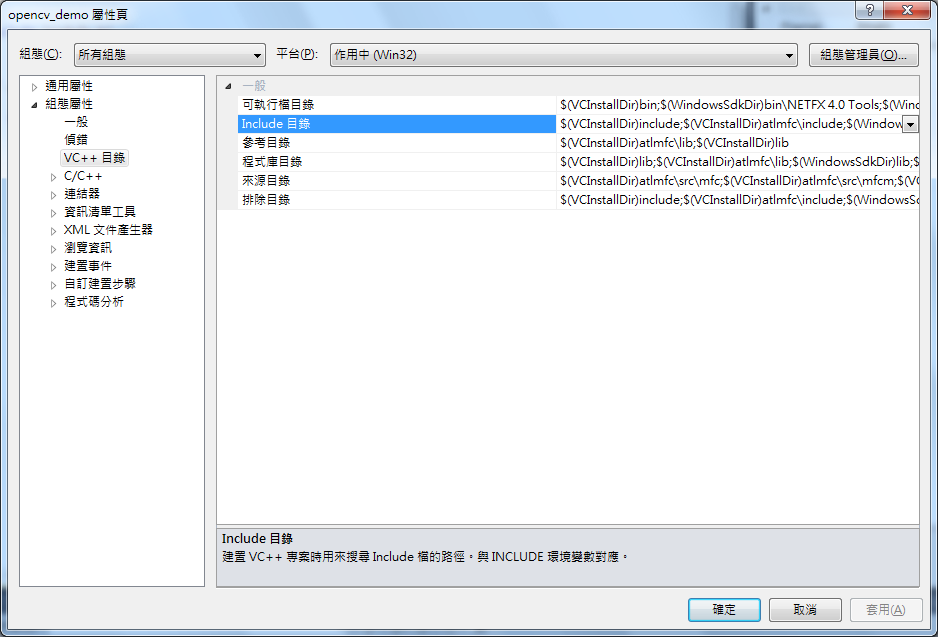 opencv_demo 屬性頁
組態(C): 所有組態 平台(P): 作用中 (Win32) 組態管理員(O)...
通用屬性
組態屬性
一般
偵錯
VC++ 目錄
C/C++
連結器
資訊清單工具
XML 文件產生器
瀏覽資訊
建置事件
自訂建置步驟
程式碼分析
一般
可執行檔目錄 $(VCInstallDir)bin;$(WindowsSdkDir)bin\NETFX 4.0 Tools;$(Winc
Include 目錄 $(VCInstallDir)include;$(VCInstallDir)atlmfc\include;$(Window
參考目錄 $(VCInstallDir)atlmfc\lib;$(VCInstallDir)lib
程式庫目錄 $(VCInstallDir)lib;$(VCInstallDir)atlmfc\lib;$(WindowsSdkDir)lib;$
來源目錄 $(VCInstallDir)atlmfc\src\mfc;$(VCInstallDir)atlmfc\src\mfcm;$(VC
排除目錄 $(VCInstallDir)include;$(VCInstallDir)atlmfc\include;$(WindowsSc
Include 目錄
建置 VC++ 專案時用來搜尋 Include 檔的路徑。與 INCLUDE 環境變數對應。
確定 取消 套用(A)